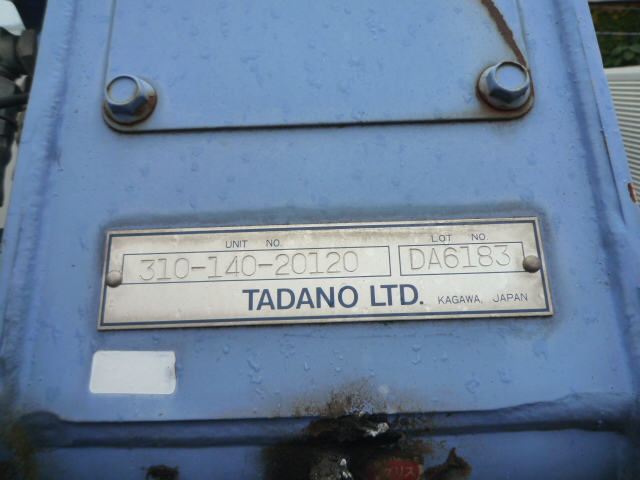 UNIT NO. LOT NO.
310-140-20120 DA6183
TADANO LTD. KAGAWA, JAPAN